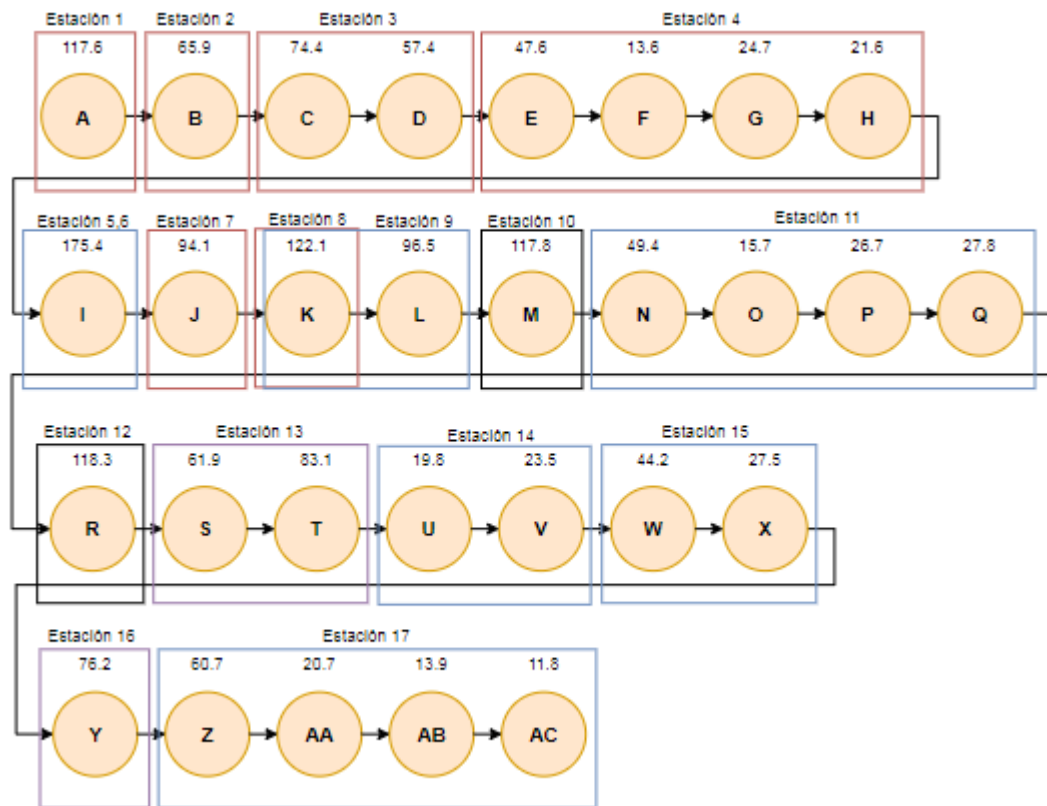 Estación 1 Estación 2 Estación 3 Estación 4
117.6 65.9 74.4 57.4 47.6 13.6 24.7 21.6
A B C D E F G H
Estación 5,6 Estación 7 Estación 8 Estación 9 Estación 10 Estación 11
175.4 94.1 122.1 96.5 117.8 49.4 15.7 26.7 27.8
I J K L M N O P Q
Estación 12 Estación 13 Estación 14 Estación 15
118.3 61.9 83.1 19.8 23.5 44.2 27.5
R S T U V W X
Estación 16 Estación 17
76.2 60.7 20.7 13.9 11.8
Y Z AA AB AC